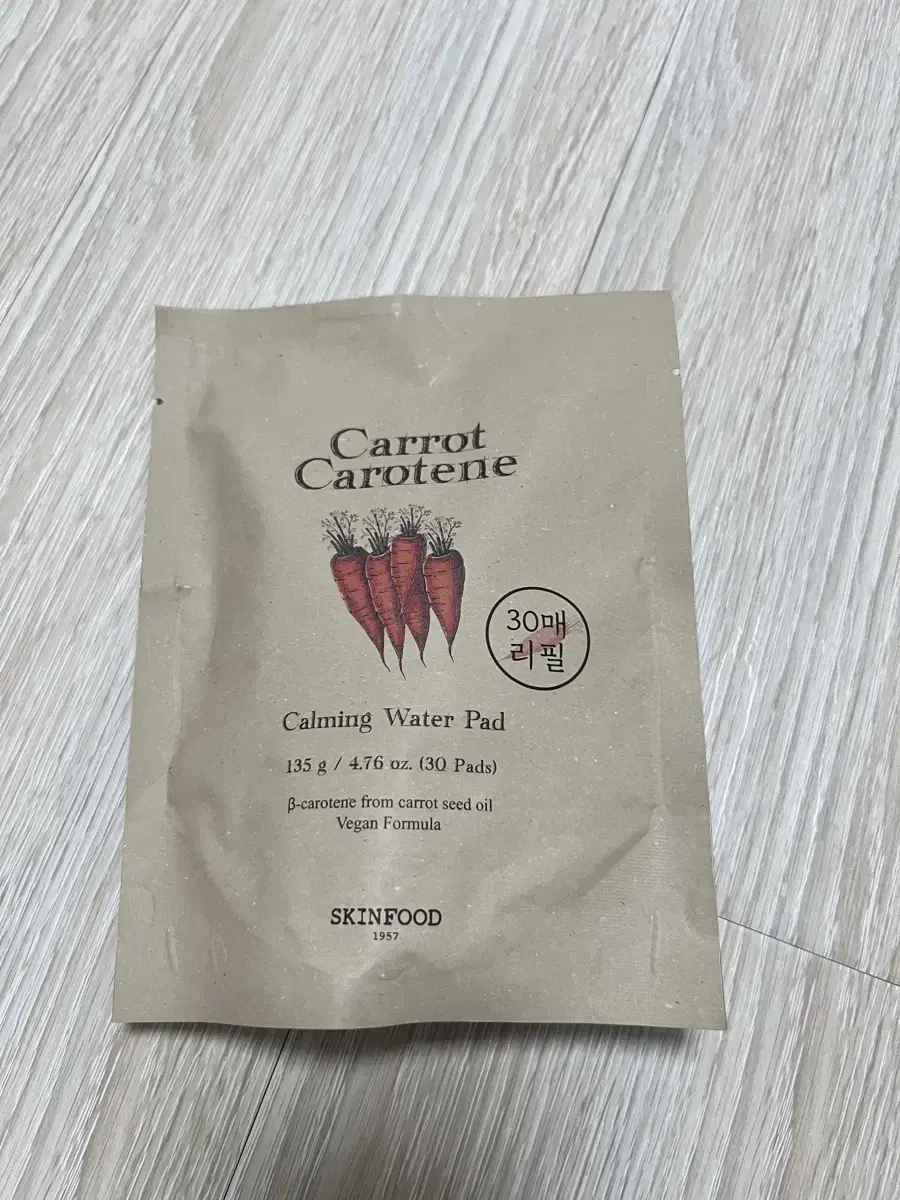 Carrot
Carotene
30매
리필
Calming Water Pad
135 g / 4.76 oz. (30 Pads)
β-carotene from carrot seed oil
Vegan Formula
SKINFOOD
1957